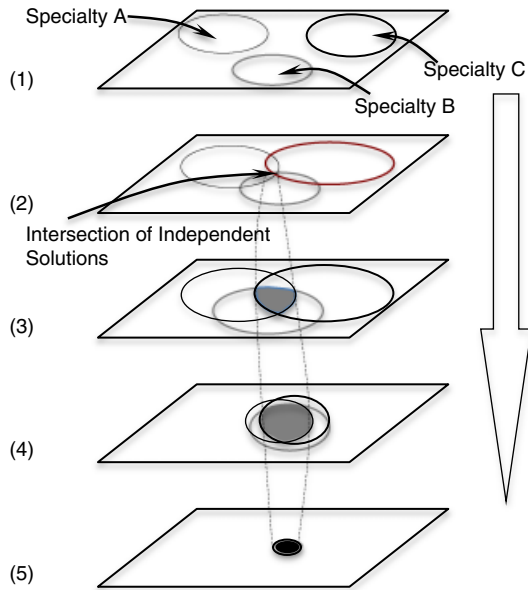 Specialty A
Specialty C
(1)
Specialty B
(2)
Intersection of Independent
Solutions
(3)
(4)
(5)